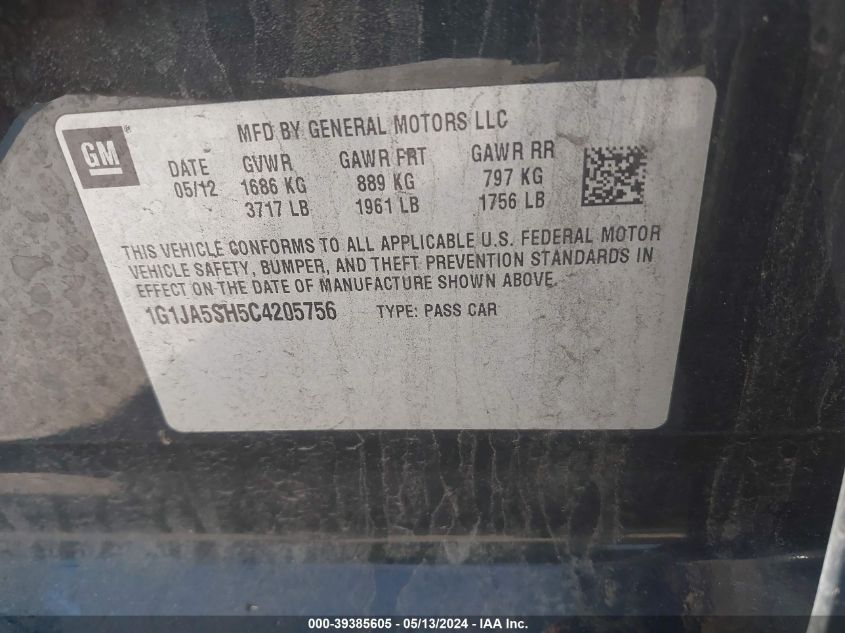 MFD BY GENERAL MOTORS LLC
GM®
DATE GVWR GAWR FRT GAWR RR
05/12 1686 KG 889 KG 797 KG
3717 LB 1961 LB 1756 LB
THIS VEHICLE CONFORMS TO ALL APPLICABLE U.S. FEDERAL MOTOR
VEHICLE SAFETY, BUMPER, AND THEFT PREVENTION STANDARDS IN
EFFECT ON THE DATE OF MANUFACTURE SHOWN ABOVE.
1G1JA5SH5C4205756 TYPE: PASS CAR
000-39385605 - 05/13/2024 - IAA Inc.